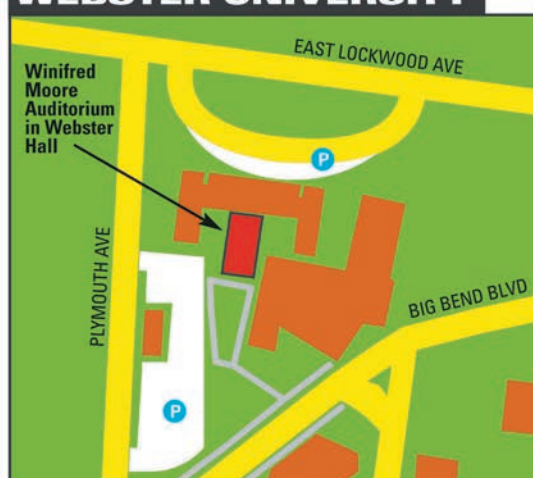 WEBSTER UNIVERSITY
EAST LOCKWOOD AVE
Winifred
Moore
Auditorium
in Webster
Hall
P
PLYMOUTH AVE
BIG BEND BLVD
P